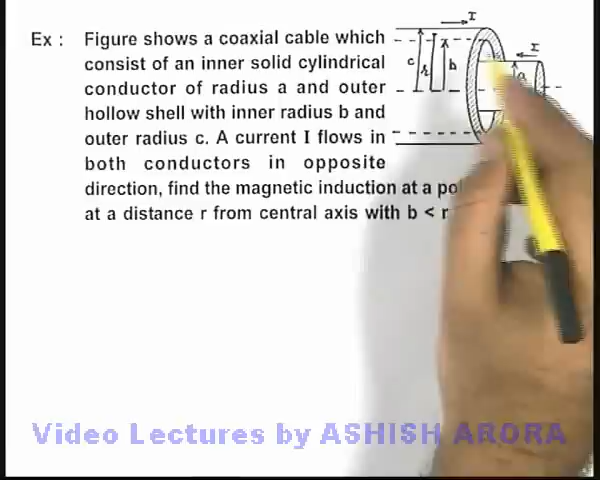 Ex : Figure shows a coaxial cable which
consist of an inner solid cylindrical
conductor of radius a and outer
hollow shell with inner radius b and
outer radius c. A current I flows in
both conductors in opposite
direction, find the magnetic induction at a
at a distance r from central axis with b < r
I
I
c
r
b
a
Video Lectures by ASHISH ARORA